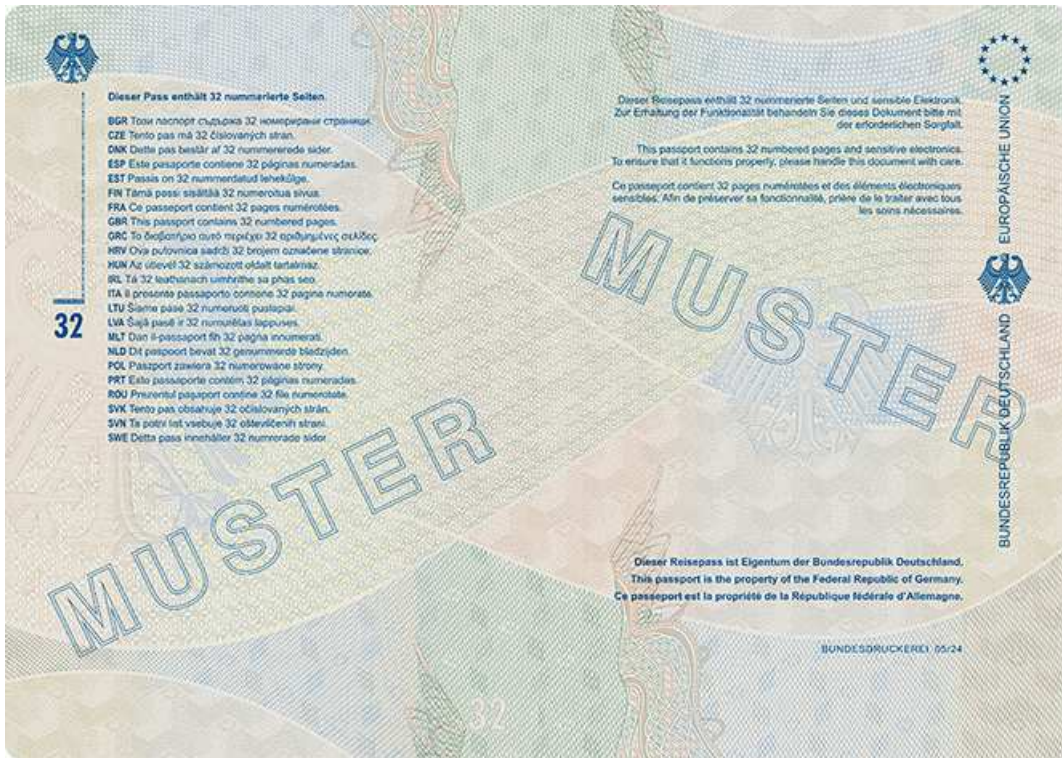 Dieser Pass enthält 32 nummerierte Seiten.
BGR Този паспорт съдържа 32 номерирани страници.
CZE Tento pas má 32 číslovaných stran.
DNK Dette pas består af 32 nummererede sider.
ESP Este pasaporte contiene 32 páginas numeradas.
EST Passis on 32 nummerdatud lehekülge.
FIN Tämä passi sisältää 32 numeroitua sivua.
FRA Ce passeport contient 32 pages numérotées.
GBR This passport contains 32 numbered pages.
GRC Το διαβατήριο αυτό περιέχει 32 αριθμημένες σελίδες.
HRV Ova putovnica sadrži 32 brojem označene stranice.
HUN Az útlevél 32 számozott oldalt tartalmaz.
IRL Tá 32 leathanach uimhrithe sa phas seo.
ITA Il presente passaporto contiene 32 pagine numerate.
LTU Šiame pase 32 numeruoti puslapiai.
LVA Šajā pasē ir 32 numurētas lappuses.
MLT Dan il-passaport fih 32 paġna innumerati.
NLD Dit paspoort bevat 32 genummerde bladzijden.
POL Paszport zawiera 32 numerowane strony.
PRT Este passaporte contém 32 páginas numeradas.
ROU Prezentul paşaport conţine 32 file numerotate.
SVK Tento pas obsahuje 32 očíslovaných strán.
SVN Ta potni list vsebuje 32 oštevilčenih strani.
SWE Detta pass innehåller 32 numrerade sidor.
32
MUSTER
Dieser Reisepass enthält 32 nummerierte Seiten und sensible Elektronik.
Zur Erhaltung der Funktionalität behandeln Sie dieses Dokument bitte mit
der erforderlichen Sorgfalt.
This passport contains 32 numbered pages and sensitive electronics.
To ensure that it functions properly, please handle this document with care.
Ce passeport contient 32 pages numérotées et des éléments électroniques
sensibles. Afin de préserver sa fonctionnalité, prière de le traiter avec tous
les soins nécessaires.
MUSTER
BUNDESREPUBLIK DEUTSCHLAND EUROPÄISCHE UNION
Dieser Reisepass ist Eigentum der Bundesrepublik Deutschland.
This passport is the property of the Federal Republic of Germany.
Ce passeport est la propriété de la République fédérale d'Allemagne.
BUNDESDRUCKEREI 05/24
32